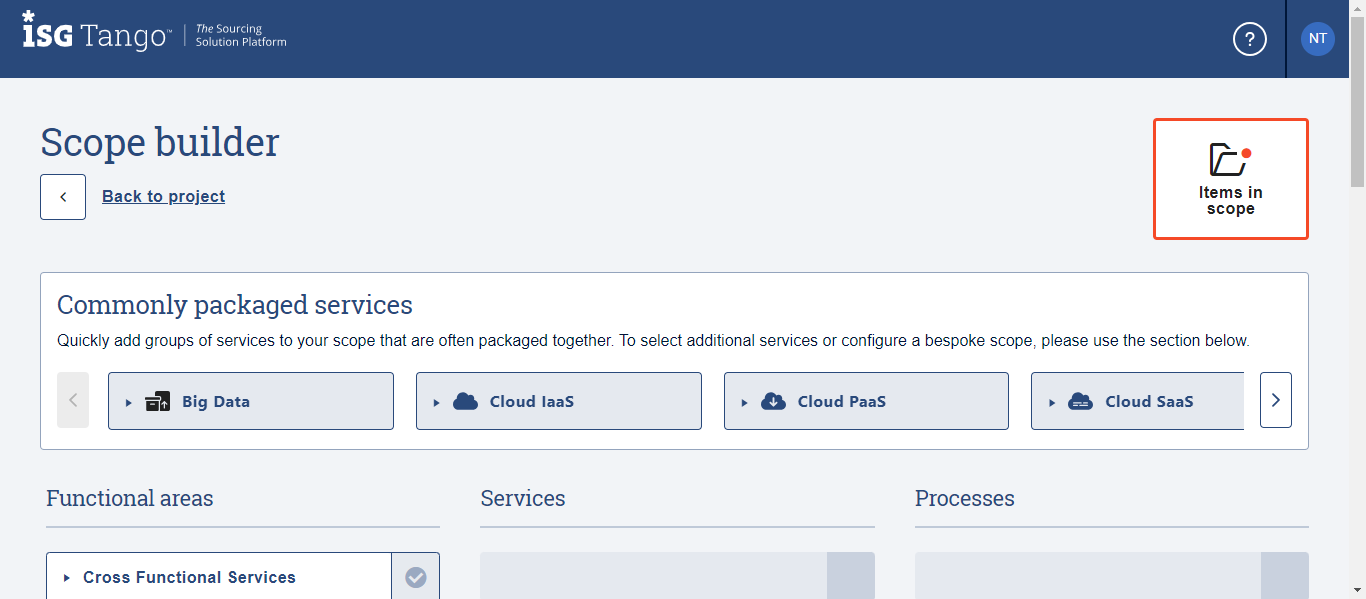 *
ISG Tango™ The Sourcing
Solution Platform
?
NT
Scope builder
Back to project
Items in
scope
Commonly packaged services
Quickly add groups of services to your scope that are often packaged together. To select additional services or configure a bespoke scope, please use the section below.
Big Data
Cloud IaaS
Cloud PaaS
Cloud SaaS
Functional areas
Services
Processes
Cross Functional Services